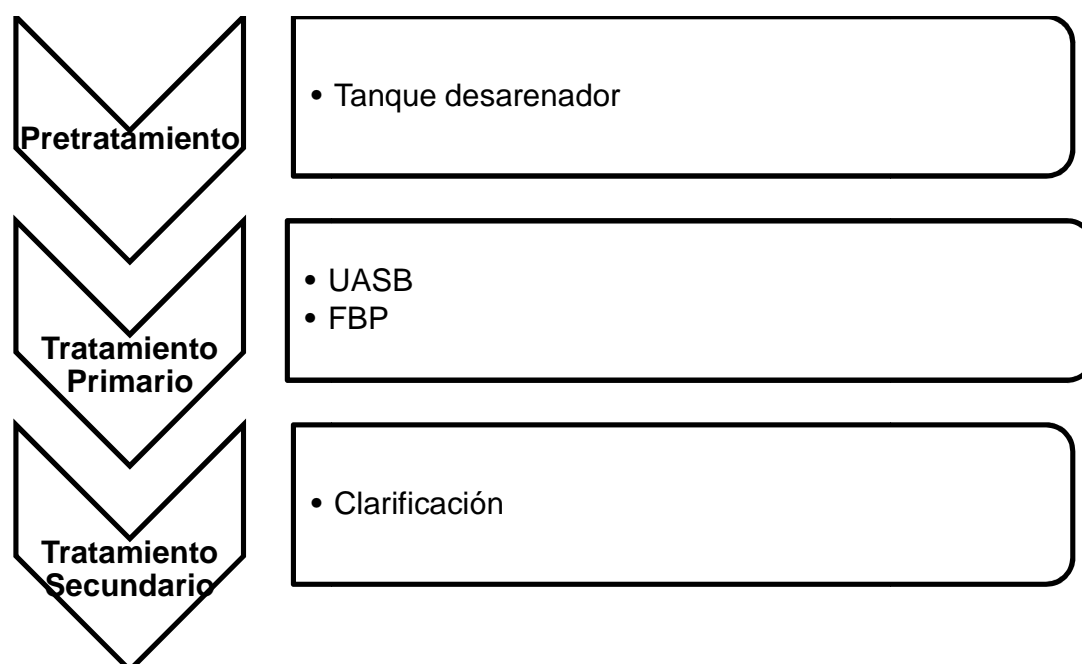 Pretratamiento
• Tanque desarenador
Tratamiento
Primario
• UASB
• FBP
Tratamiento
Secundario
• Clarificación